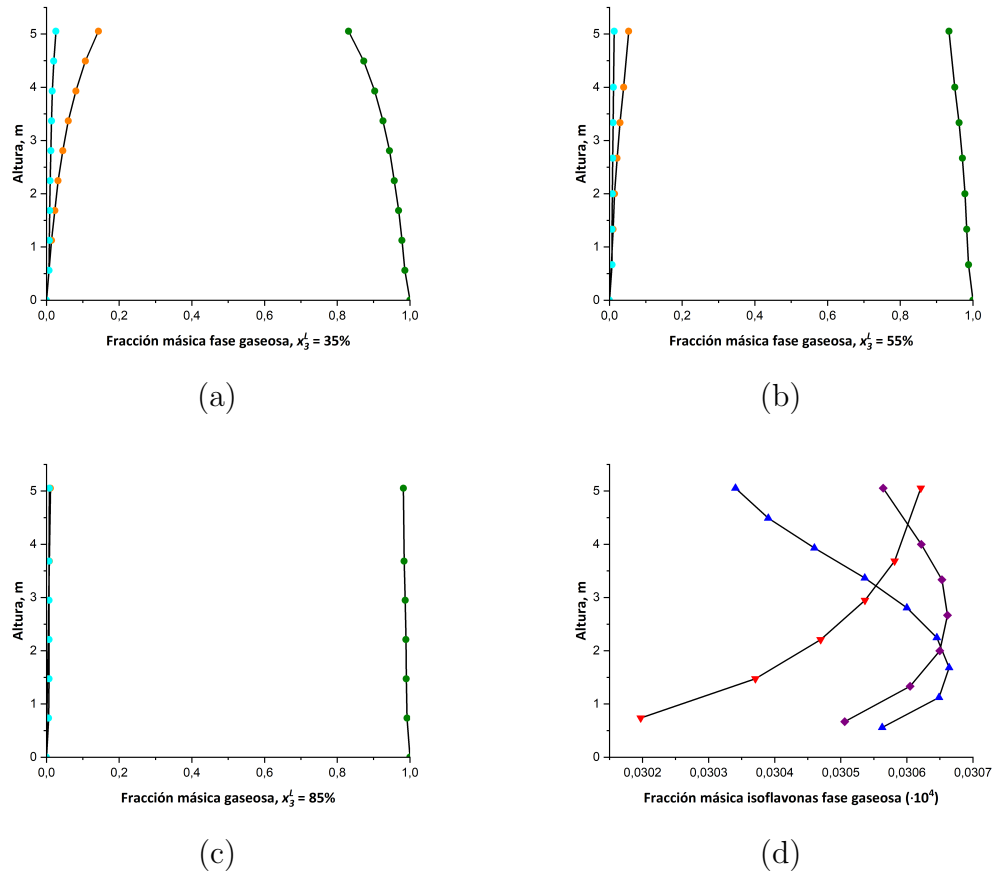 5
4
3
2
1
0
Altura, m
0,0 0,2 0,4 0,6 0,8 1,0
Fracción másica fase gaseosa, x₃ᴸ = 35%
(a)
5
4
3
2
1
0
Altura, m
0,0 0,2 0,4 0,6 0,8 1,0
Fracción másica fase gaseosa, x₃ᴸ = 55%
(b)
5
4
3
2
1
0
Altura, m
0,0 0,2 0,4 0,6 0,8 1,0
Fracción másica gaseosa, x₃ᴸ = 85%
(c)
5
4
3
2
1
0
Altura, m
0,0302 0,0303 0,0304 0,0305 0,0306 0,0307
Fracción másica isoflavonas fase gaseosa (·10⁴)
(d)